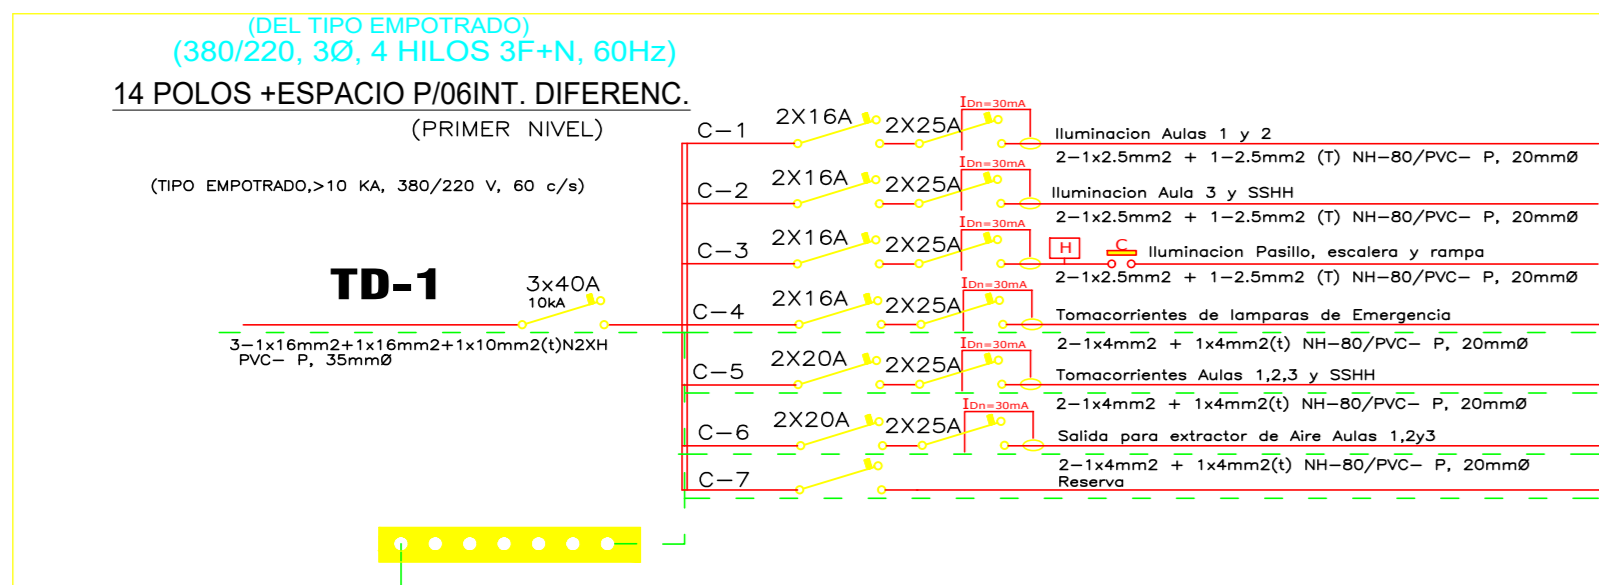 (DEL TIPO EMPOTRADO)
(380/220, 3Ø, 4 HILOS 3F+N, 60Hz)
14 POLOS +ESPACIO P/06INT. DIFERENC.
(PRIMER NIVEL)
(TIPO EMPOTRADO,>10 KA, 380/220 V, 60 c/s)
TD-1
3x40A
10kA
3-1x16mm2+1x16mm2+1x10mm2(t)N2XH
PVC- P, 35mmØ
C-1 2X16A 2X25A IDn=30mA Iluminacion Aulas 1 y 2
2-1x2.5mm2 + 1-2.5mm2 (T) NH-80/PVC- P, 20mmØ
C-2 2X16A 2X25A IDn=30mA Iluminacion Aula 3 y SSHH
2-1x2.5mm2 + 1-2.5mm2 (T) NH-80/PVC- P, 20mmØ
C-3 2X16A 2X25A IDn=30mA H C Iluminacion Pasillo, escalera y rampa
2-1x2.5mm2 + 1-2.5mm2 (T) NH-80/PVC- P, 20mmØ
C-4 2X16A 2X25A IDn=30mA Tomacorrientes de lamparas de Emergencia
2-1x4mm2 + 1x4mm2(t) NH-80/PVC- P, 20mmØ
C-5 2X20A 2X25A IDn=30mA Tomacorrientes Aulas 1,2,3 y SSHH
2-1x4mm2 + 1x4mm2(t) NH-80/PVC- P, 20mmØ
C-6 2X20A 2X25A IDn=30mA Salida para extractor de Aire Aulas 1,2y3
2-1x4mm2 + 1x4mm2(t) NH-80/PVC- P, 20mmØ
C-7 Reserva